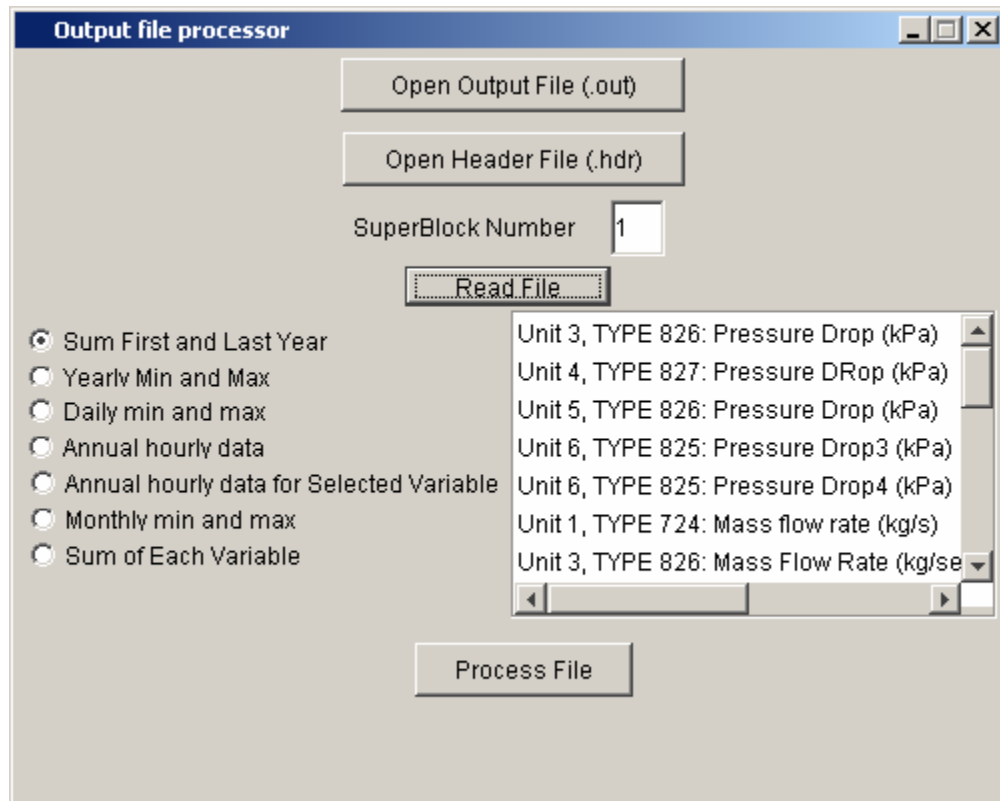 Output file processor
Open Output File (.out)
Open Header File (.hdr)
SuperBlock Number 1
Read File
Sum First and Last Year
Yearly Min and Max
Daily min and max
Annual hourly data
Annual hourly data for Selected Variable
Monthly min and max
Sum of Each Variable
Unit 3, TYPE 826: Pressure Drop (kPa)
Unit 4, TYPE 827: Pressure DRop (kPa)
Unit 5, TYPE 826: Pressure Drop (kPa)
Unit 6, TYPE 825: Pressure Drop3 (kPa)
Unit 6, TYPE 825: Pressure Drop4 (kPa)
Unit 1, TYPE 724: Mass flow rate (kg/s)
Unit 3, TYPE 826: Mass Flow Rate (kg/se
Process File